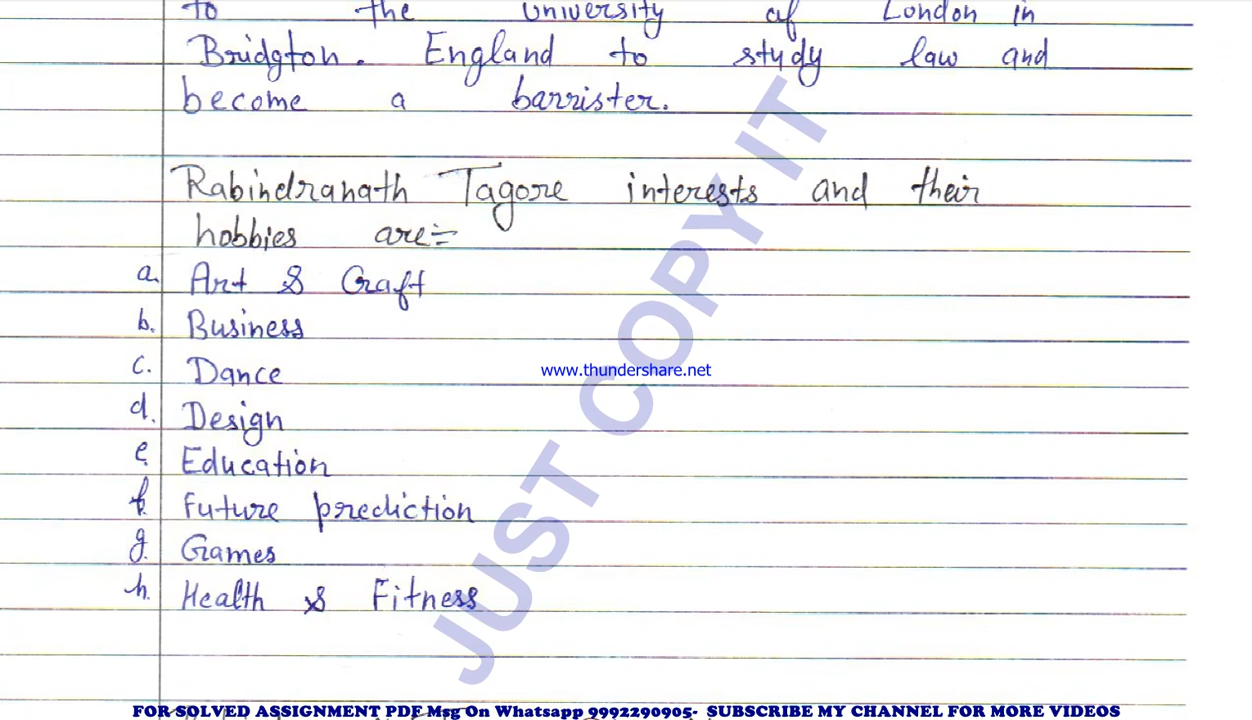 to the University of London in
Bridgton. England to study law and
become a barrister.
Rabindranath Tagore interests and their
hobbies are:-
a. Art & Craft
b. Business
c. Dance
www.thundershare.net
d. Design
e. Education
f. Future prediction
g. Games
h. Health & Fitness
JUST COPY IT
FOR SOLVED ASSIGNMENT PDF Msg On Whatsapp 9992290905- SUBSCRIBE MY CHANNEL FOR MORE VIDEOS